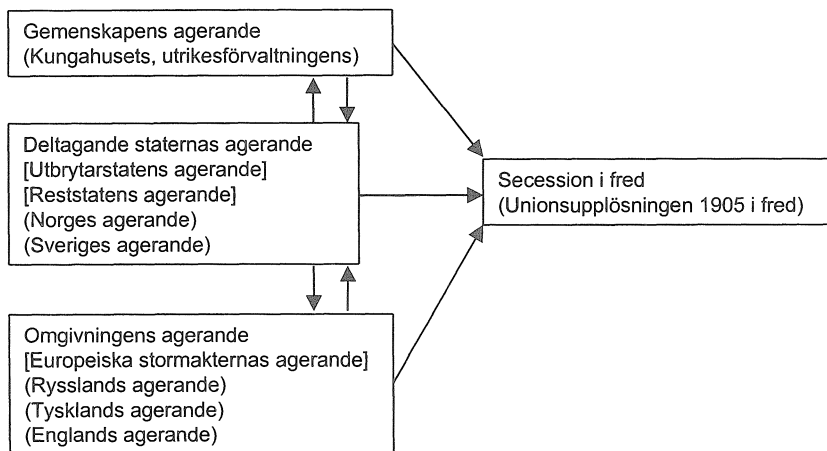 Gemenskapens agerande
(Kungahusets, utrikesförvaltningens)
Deltagande staternas agerande
[Utbrytarstatens agerande]
[Reststatens agerande]
(Norges agerande)
(Sveriges agerande)
Secession i fred
(Unionsupplösningen 1905 i fred)
Omgivningens agerande
[Europeiska stormakternas agerande]
(Rysslands agerande)
(Tysklands agerande)
(Englands agerande)